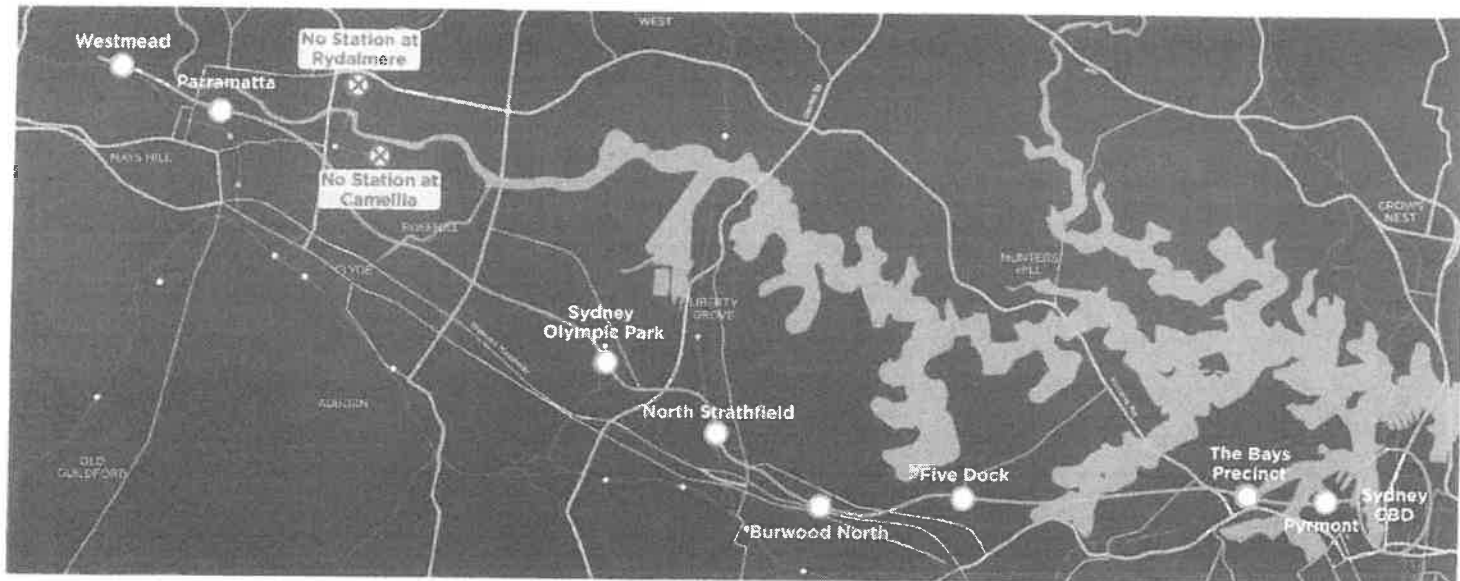 WEST
Westmead
No Station at
Rydalmere
Parramatta
MAYS HILL
No Station at
Camellia
ROSEHILL
CROWS
NEST
CLYDE
HUNTERS
HILL
LIBERTY
GROVE
Sydney
Olympic Park
AUBURN
North Strathfield
OLD
GUILDFORD
Five Dock
The Bays
Precinct
Sydney
CBD
Burwood North
Pyrmont